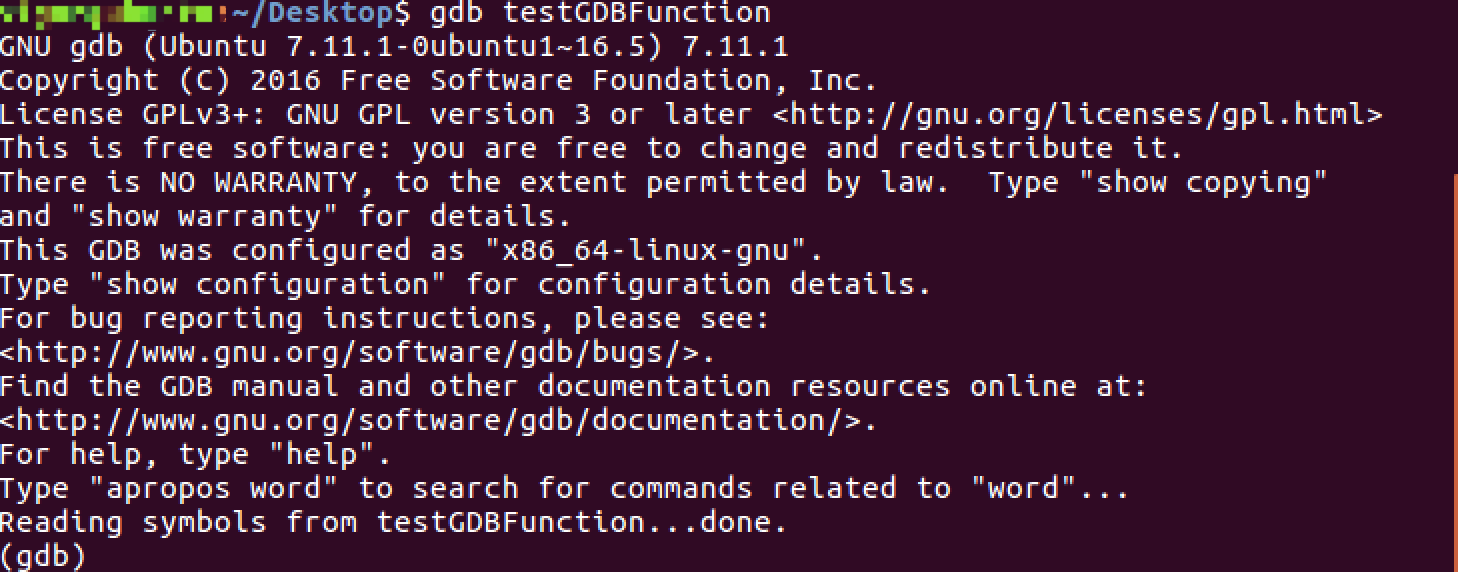 :~/Desktop$ gdb testGDBFunction
GNU gdb (Ubuntu 7.11.1-0ubuntu1~16.5) 7.11.1
Copyright (C) 2016 Free Software Foundation, Inc.
License GPLv3+: GNU GPL version 3 or later <http://gnu.org/licenses/gpl.html>
This is free software: you are free to change and redistribute it.
There is NO WARRANTY, to the extent permitted by law.  Type "show copying"
and "show warranty" for details.
This GDB was configured as "x86_64-linux-gnu".
Type "show configuration" for configuration details.
For bug reporting instructions, please see:
<http://www.gnu.org/software/gdb/bugs/>.
Find the GDB manual and other documentation resources online at:
<http://www.gnu.org/software/gdb/documentation/>.
For help, type "help".
Type "apropos word" to search for commands related to "word"...
Reading symbols from testGDBFunction...done.
(gdb)